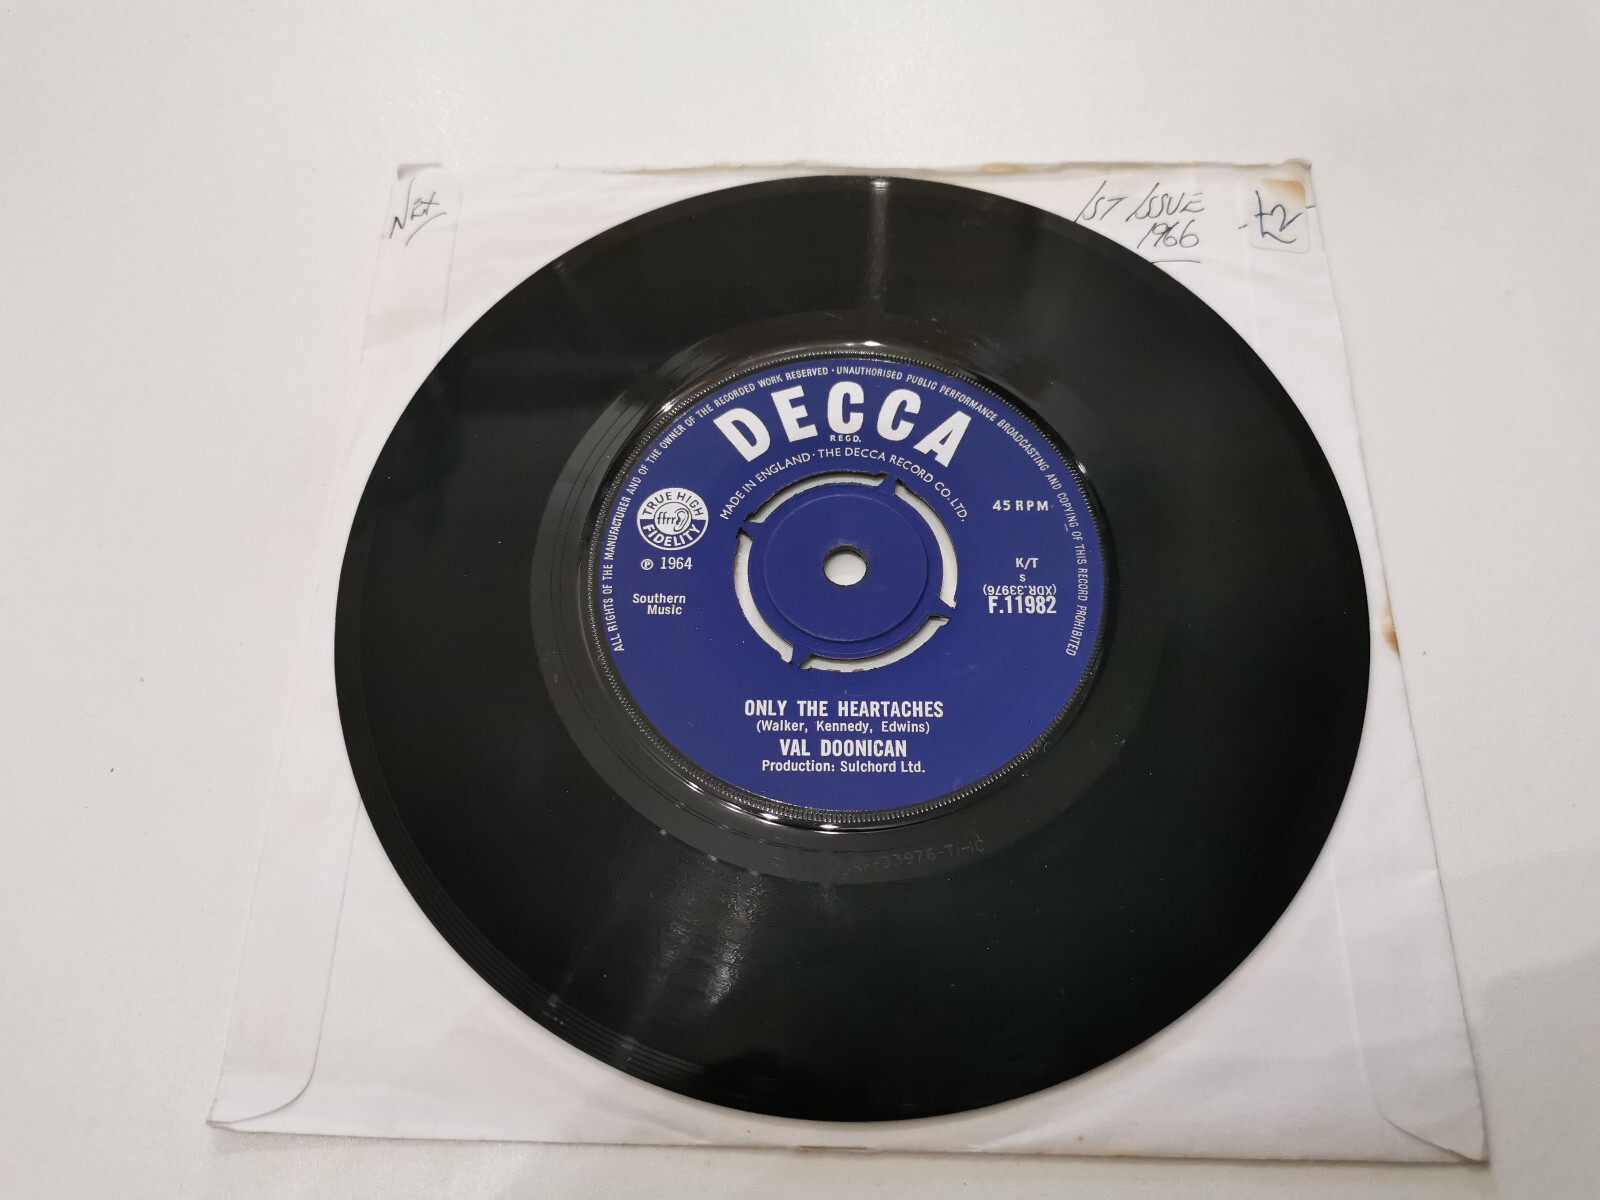 1ST ISSUE
1966
£2
ALL RIGHTS OF THE MANUFACTURER AND OF THE OWNER OF THE RECORDED WORK RESERVED · UNAUTHORISED PUBLIC PERFORMANCE BROADCASTING AND COPYING OF THIS RECORD PROHIBITED
DECCA
REGD.
MADE IN ENGLAND · THE DECCA RECORD CO. LTD.
TRUE HIGH
ffrr
FIDELITY
45 RPM
℗ 1964
K/T
S
(XDR.33976)
Southern
Music
F.11982
ONLY THE HEARTACHES
(Walker, Kennedy, Edwins)
VAL DOONICAN
Production: Sulchord Ltd.